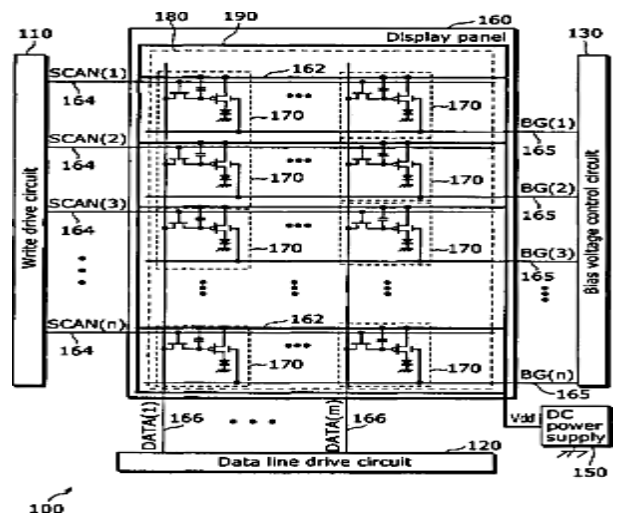 160
180
190
110
Display panel
130
SCAN(1)
162
164
170
170
BG(1)
165
SCAN(2)
164
170
170
BG(2)
165
SCAN(3)
164
170
170
BG(3)
165
Write drive circuit
Bias voltage control circuit
SCAN(n)
162
164
170
170
BG(n)
165
DATA(1)
166
DATA(m)
166
Vdd
DC
power
supply
120
Data line drive circuit
150
100